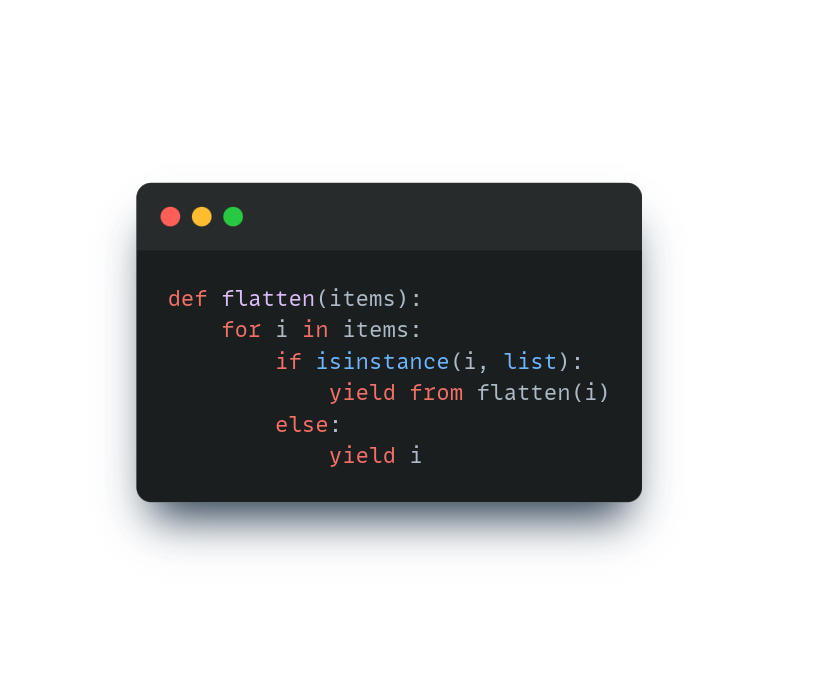 def flatten(items):
    for i in items:
        if isinstance(i, list):
            yield from flatten(i)
        else:
            yield i